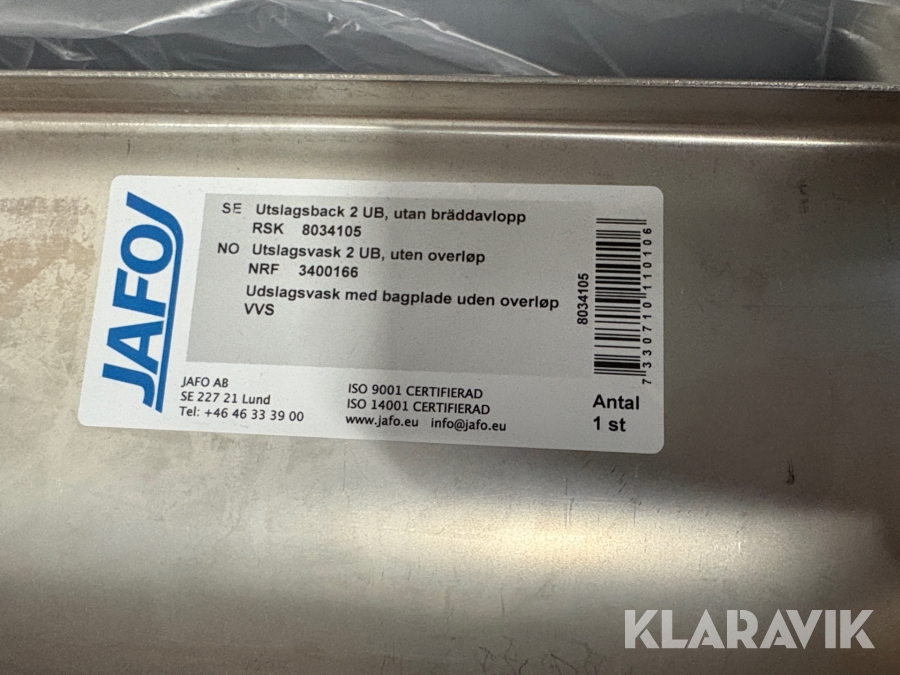 JAFO
SE Utslagsback 2 UB, utan bräddavlopp
RSK 8034105
NO Utslagsvask 2 UB, uten overløp
NRF 3400166
Udslagsvask med bagplade uden overløp
VVS
8034105
7330710110106
JAFO AB
SE 227 21 Lund
Tel: +46 46 33 39 00
ISO 9001 CERTIFIERAD
ISO 14001 CERTIFIERAD
www.jafo.eu info@jafo.eu
Antal
1 st
KLARAVIK